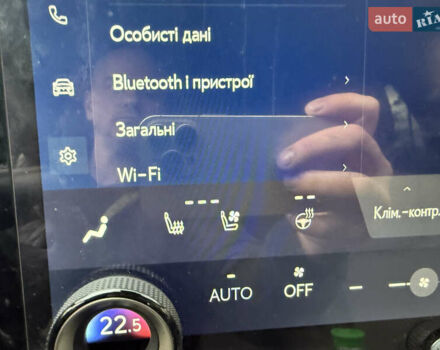 auto RIA
Особисті дані
Bluetooth і пристрої
Загальні
Wi-Fi
Клім.-контр.
AUTO
OFF
22.5